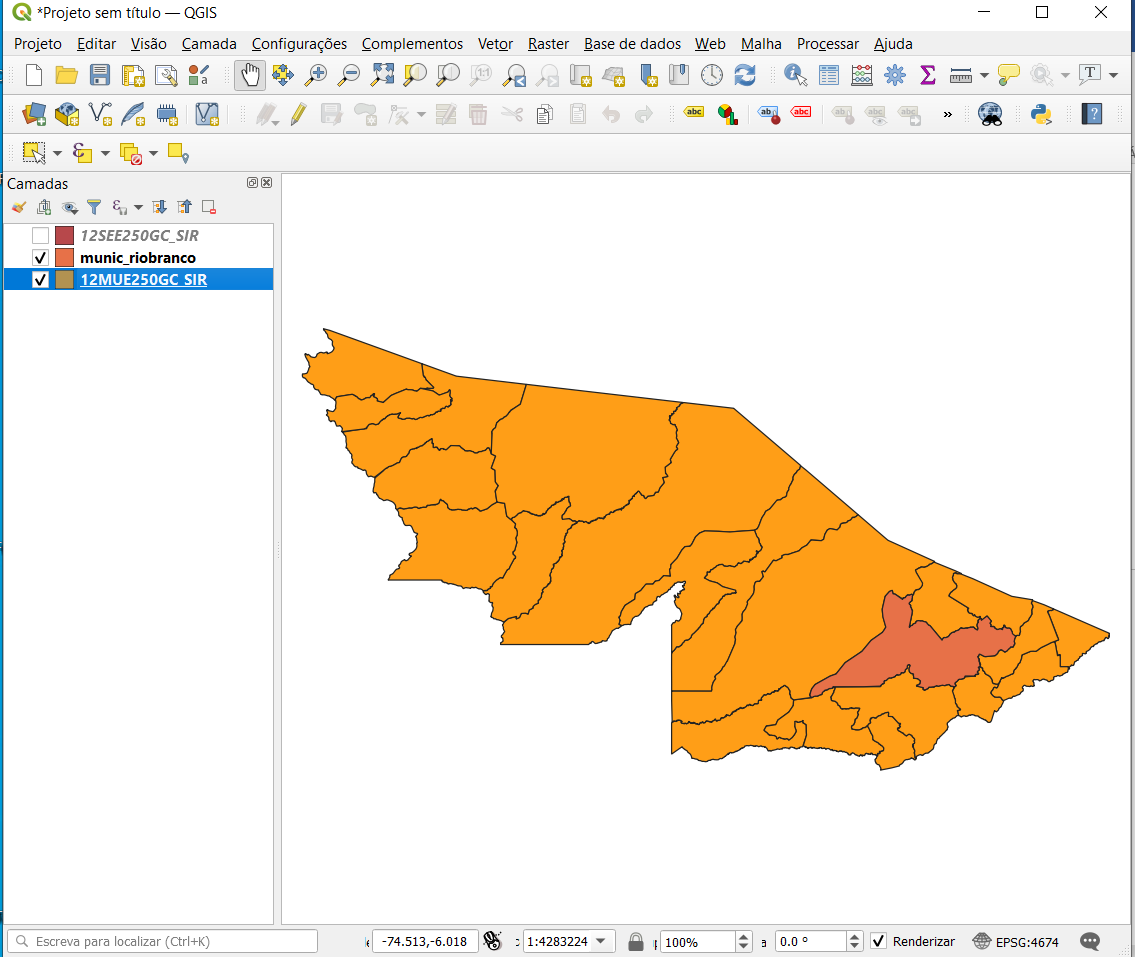 *Projeto sem título — QGIS
Projeto Editar Visão Camada Configurações Complementos Vetor Raster Base de dados Web Malha Processar Ajuda
Camadas
12SEE250GC_SIR
munic_riobranco
12MUE250GC_SIR
Escreva para localizar (Ctrl+K) -74.513,-6.018 1:4283224 100% a 0.0 ° Renderizar EPSG:4674